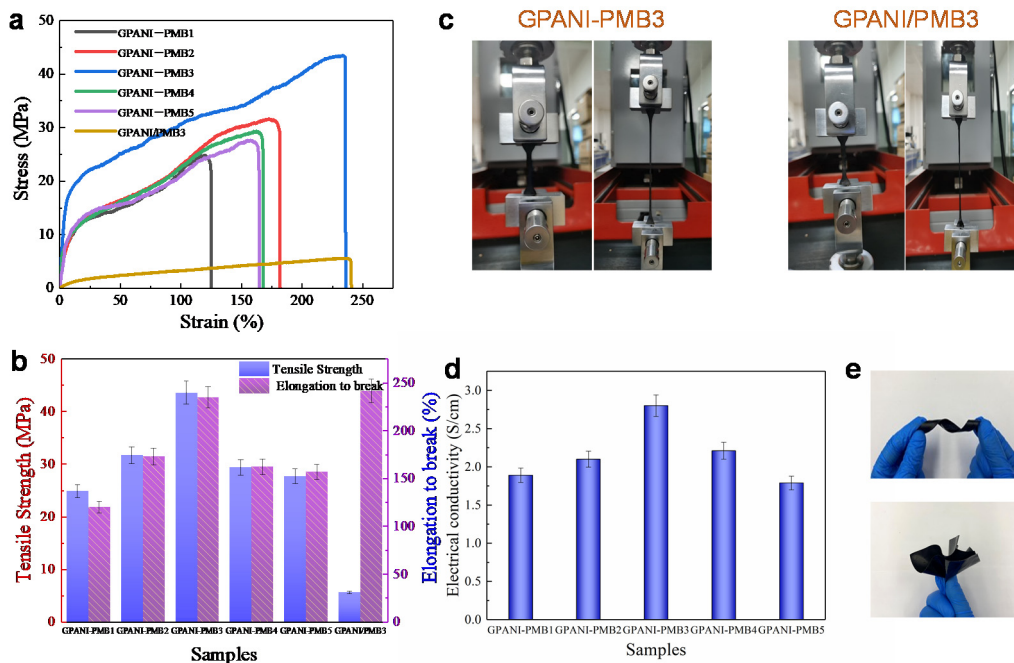 a
Stress (MPa)
50
40
30
20
10
0
GPANI－PMB1
GPANI－PMB2
GPANI－PMB3
GPANI－PMB4
GPANI－PMB5
GPANI/PMB3
0 50 100 150 200 250
Strain (%)
c
GPANI-PMB3
GPANI/PMB3
b
Tensile Strength (MPa)
50
40
30
20
10
0
Tensile Strength
Elongation to break
250
200
150
100
50
0
Elongation to break (%)
GPANI-PMB1 GPANI-PMB2 GPANI-PMB3 GPANI-PMB4 GPANI-PMB5 GPANI/PMB3
Samples
d
Electrical conductivity (S/cm)
3.0
2.5
2.0
1.5
1.0
0.5
0.0
GPANI-PMB1 GPANI-PMB2 GPANI-PMB3 GPANI-PMB4 GPANI-PMB5
Samples
e